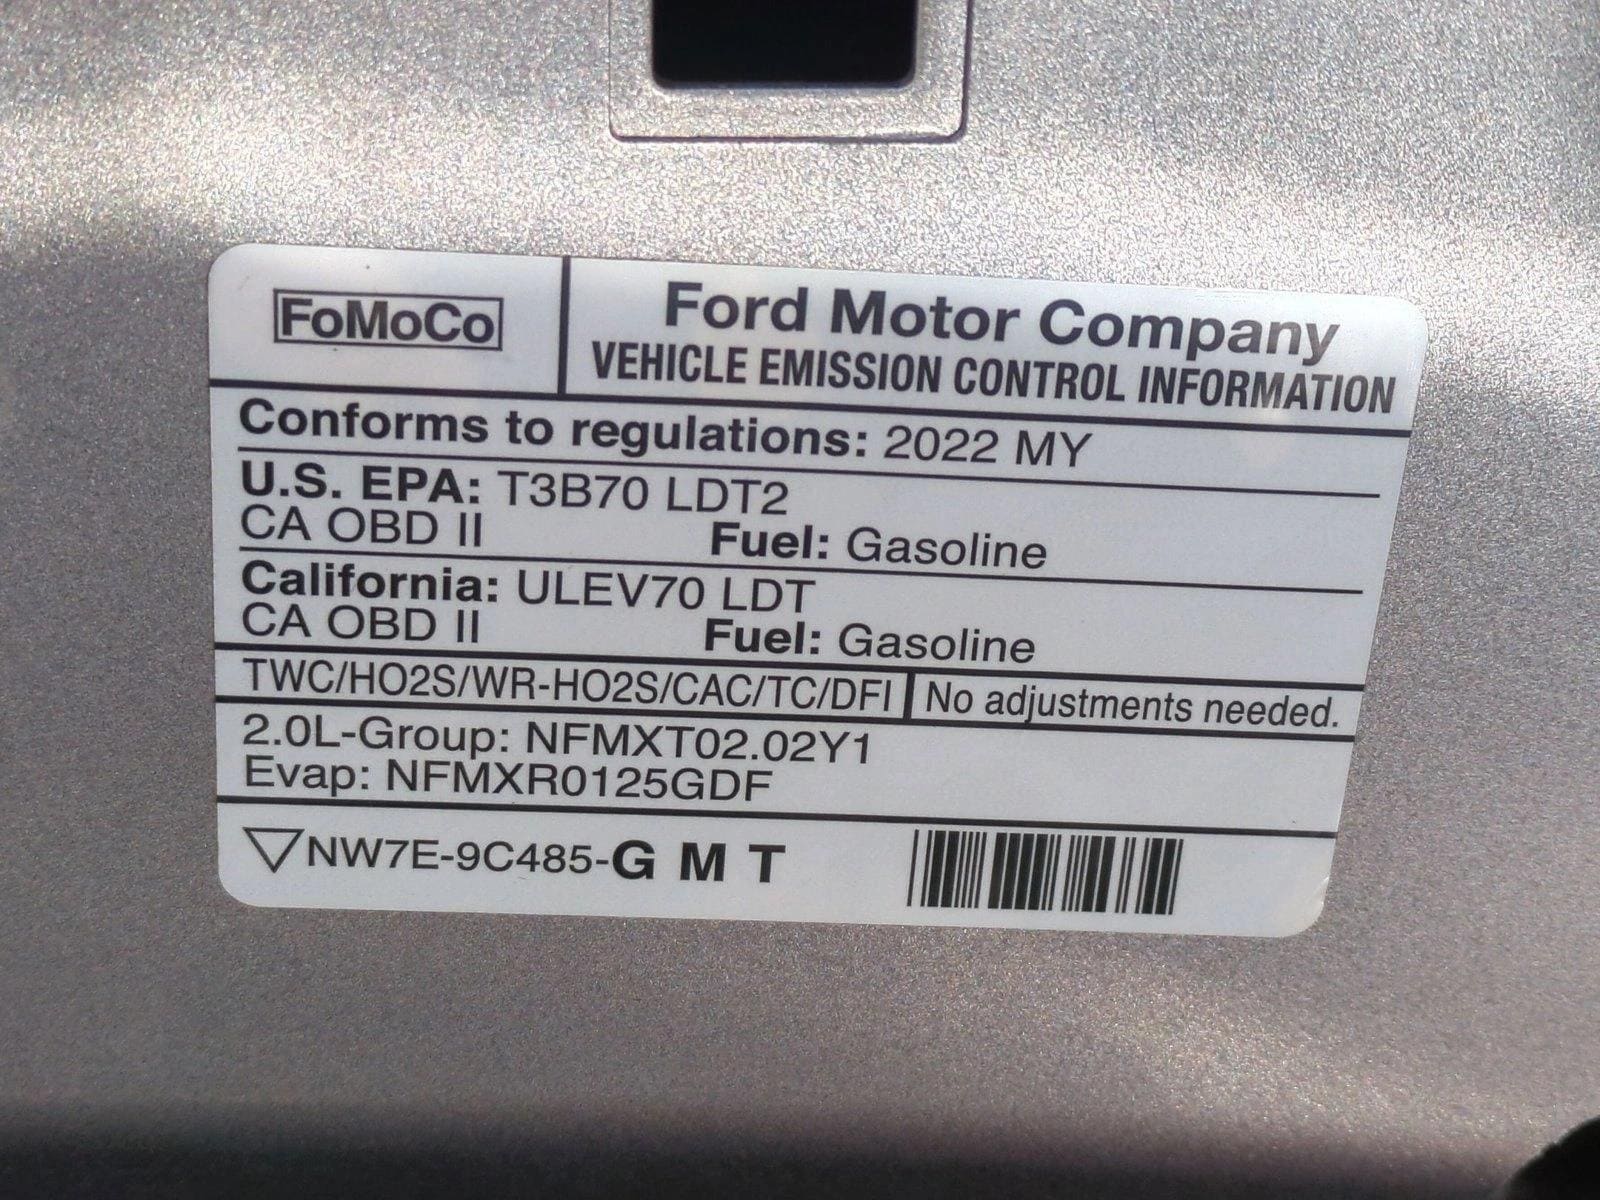 FoMoCo
Ford Motor Company
VEHICLE EMISSION CONTROL INFORMATION
Conforms to regulations: 2022 MY
U.S. EPA: T3B70 LDT2
CA OBD II Fuel: Gasoline
California: ULEV70 LDT
CA OBD II Fuel: Gasoline
TWC/HO2S/WR-HO2S/CAC/TC/DFI No adjustments needed.
2.0L-Group: NFMXT02.02Y1
Evap: NFMXR0125GDF
NW7E-9C485-G M T